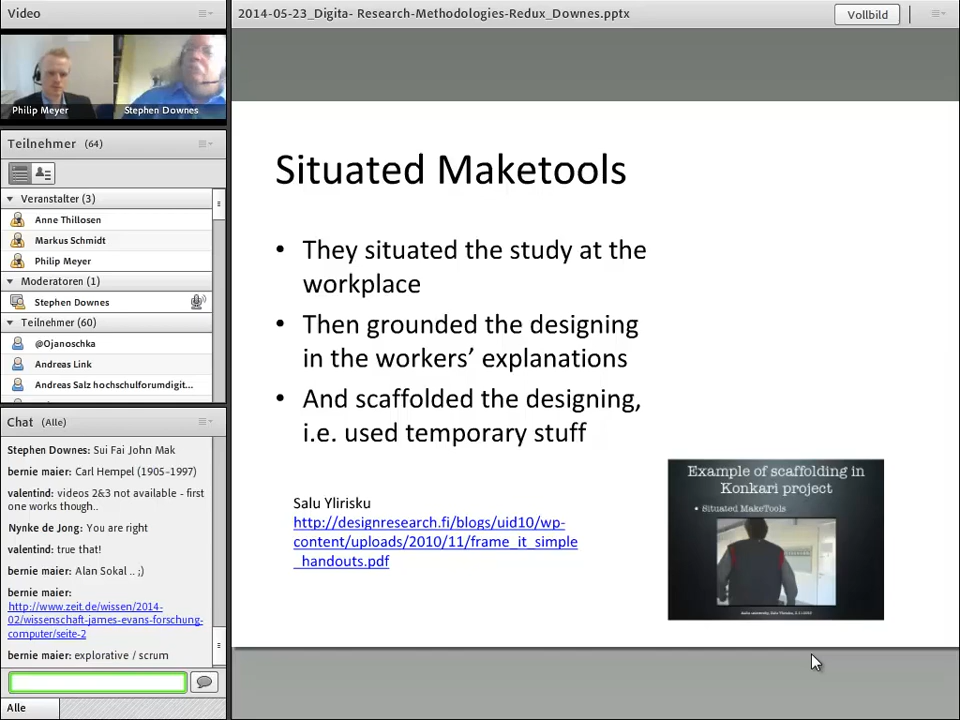 Video
2014-05-23_Digita- Research-Methodologies-Redux_Downes.pptx
Vollbild
Philip Meyer
Stephen Downes
Teilnehmer (64)
Veranstalter (3)
Anne Thillosen
Markus Schmidt
Philip Meyer
Moderatoren (1)
Stephen Downes
Teilnehmer (60)
@Ojanoschka
Andreas Link
Andreas Salz hochschulforumdigit...
Chat (Alle)
Stephen Downes: Sui Fai John Mak
bernie maier: Carl Hempel (1905–1997)
valentind: videos 2&3 not available - first
one works though..
Nynke de Jong: You are right
valentind: true that!
bernie maier: Alan Sokal .. ;)
bernie maier:
http://www.zeit.de/wissen/2014-
02/wissenschaft-james-evans-forschung-
computer/seite-2
bernie maier: explorative / scrum
Alle
Situated Maketools
• They situated the study at the
workplace
• Then grounded the designing
in the workers’ explanations
• And scaffolded the designing,
i.e. used temporary stuff
Salu Ylirisku
http://designresearch.fi/blogs/uid10/wp-
content/uploads/2010/11/frame_it_simple
_handouts.pdf
Example of scaffolding in
Konkari project
• Situated MakeTools